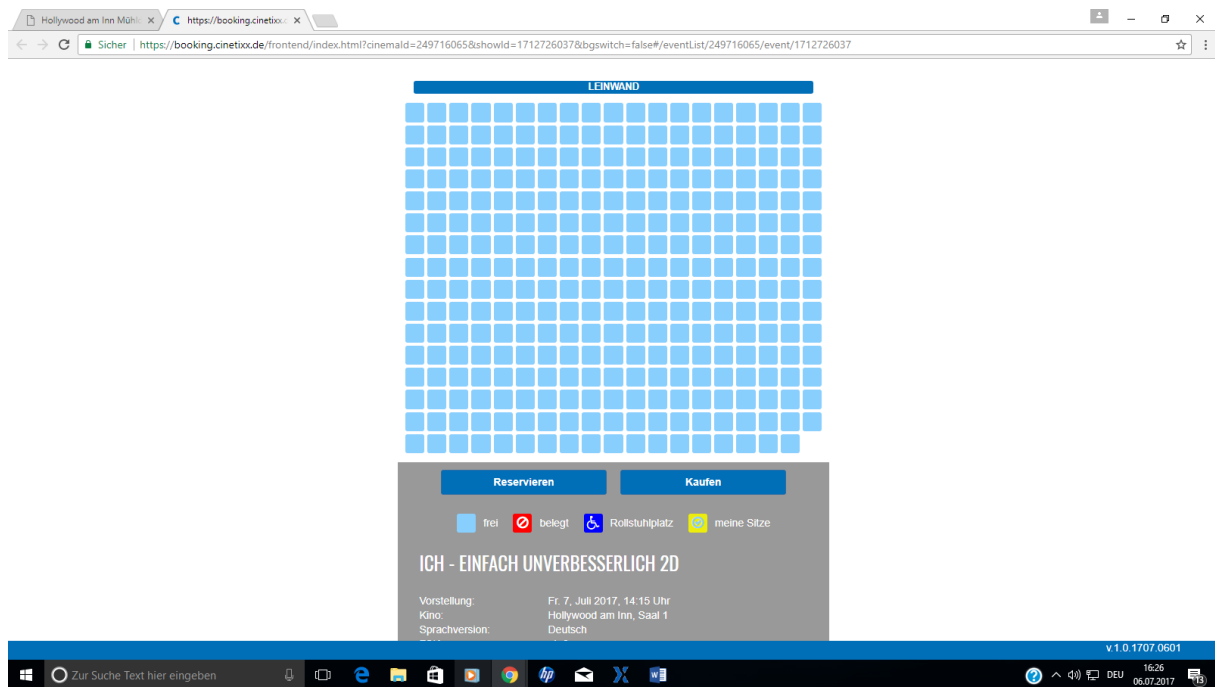 Hollywood am Inn Mühl
https://booking.cinetixx.
Sicher | https://booking.cinetixx.de/frontend/index.html?cinemaId=249716065&showId=1712726037&bgswitch=false#/eventList/249716065/event/1712726037
LEINWAND
Reservieren Kaufen
frei belegt Rollstuhlplatz meine Sitze
ICH - EINFACH UNVERBESSERLICH 2D
Vorstellung: Fr. 7, Juli 2017, 14:15 Uhr
Kino: Hollywood am Inn, Saal 1
Sprachversion: Deutsch
v.1.0.1707.0601
Zur Suche Text hier eingeben
hp
DEU
16:26
06.07.2017
13